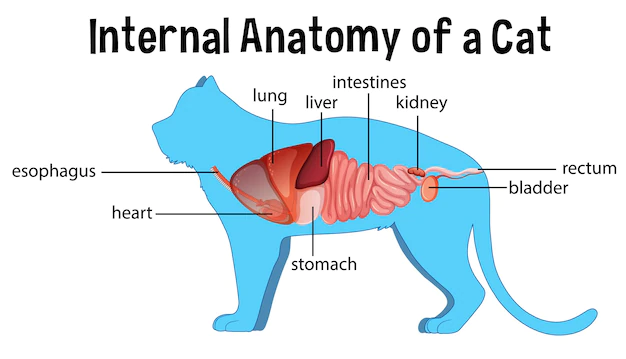 Internal Anatomy of a Cat
intestines
lung
liver
kidney
esophagus
rectum
bladder
heart
stomach